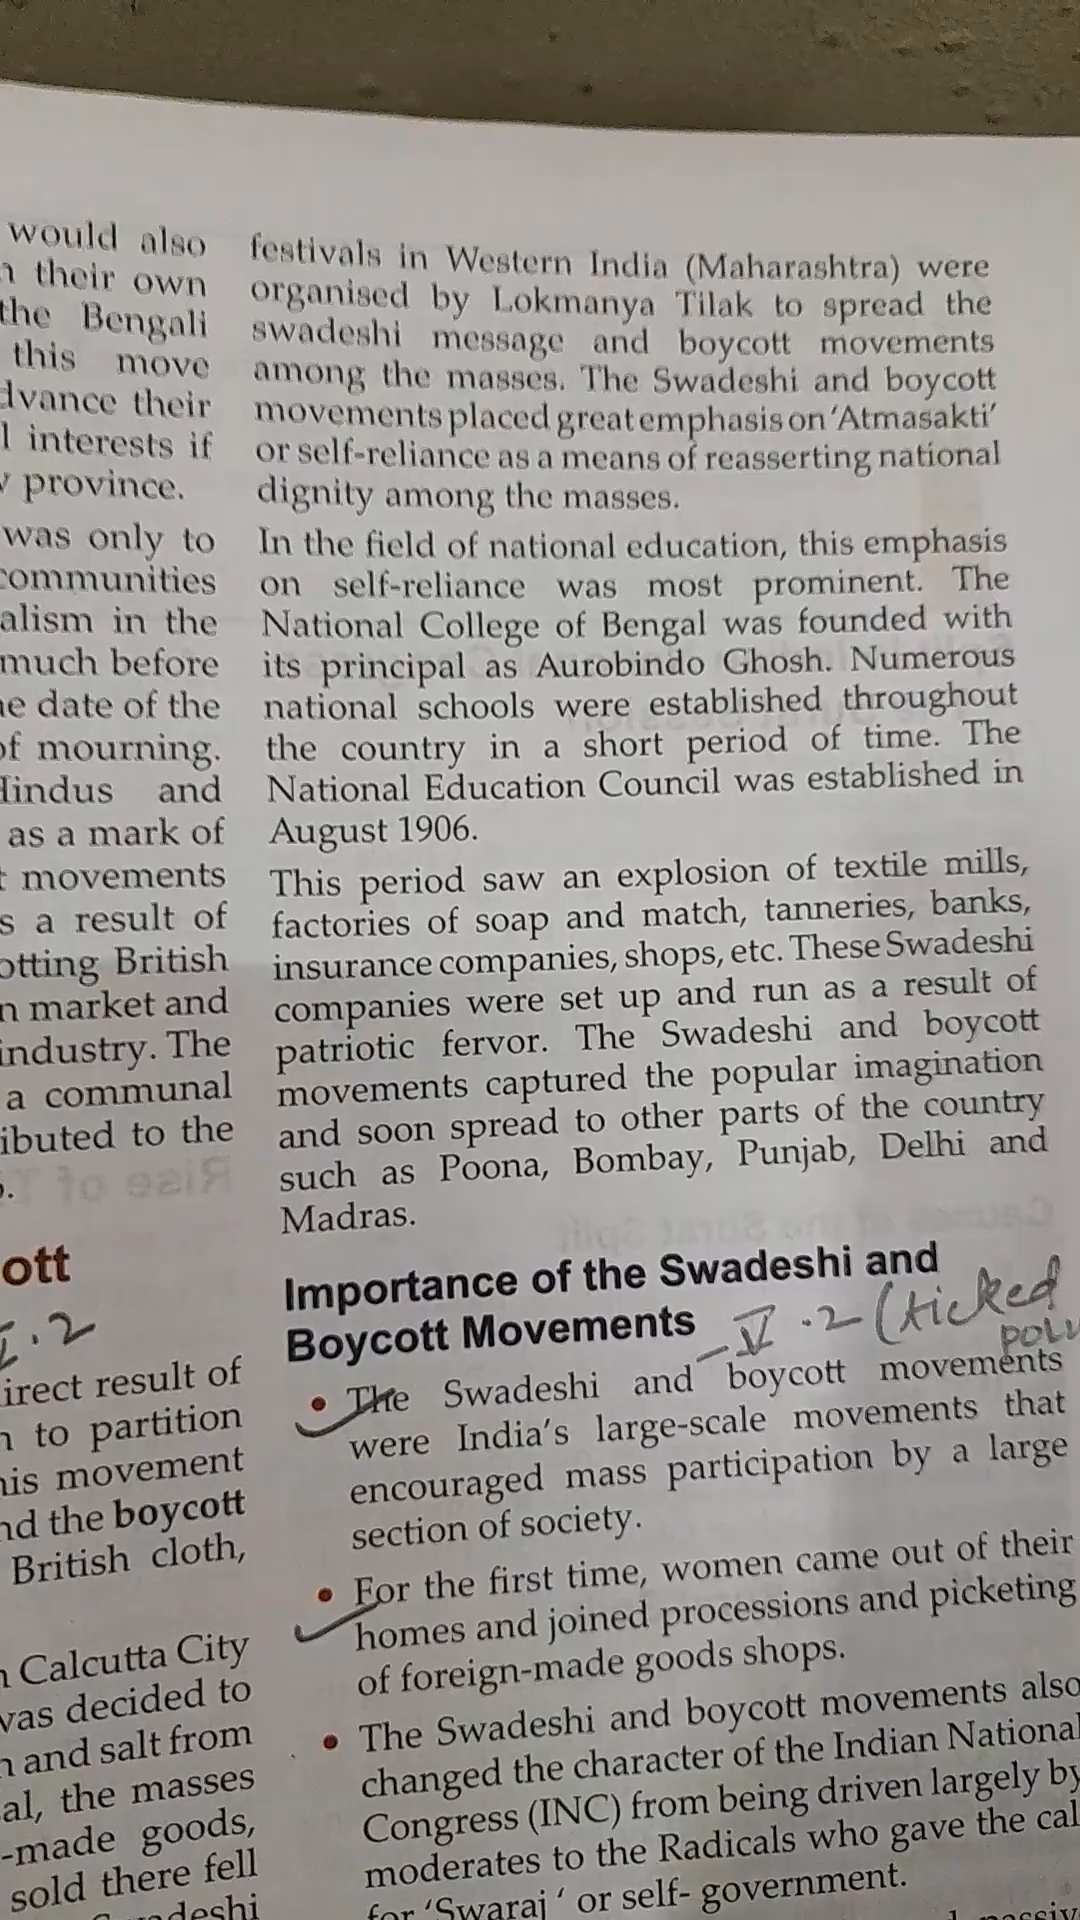 would also
their own
the Bengali
this move
dvance their
l interests if
province.
was only to
communities
alism in the
much before
ne date of the
of mourning.
Hindus and
as a mark of
t movements
s a result of
otting British
n market and
industry. The
a communal
ibuted to the
ott
irect result of
n to partition
his movement
nd the boycott
British cloth,
n Calcutta City
was decided to
n and salt from
al, the masses
-made goods,
sold there fell
festivals in Western India (Maharashtra) were
organised by Lokmanya Tilak to spread the
swadeshi message and boycott movements
among the masses. The Swadeshi and boycott
movements placed great emphasis on ‘Atmasakti’
or self-reliance as a means of reasserting national
dignity among the masses.
In the field of national education, this emphasis
on self-reliance was most prominent. The
National College of Bengal was founded with
its principal as Aurobindo Ghosh. Numerous
national schools were established throughout
the country in a short period of time. The
National Education Council was established in
August 1906.
This period saw an explosion of textile mills,
factories of soap and match, tanneries, banks,
insurance companies, shops, etc. These Swadeshi
companies were set up and run as a result of
patriotic fervor. The Swadeshi and boycott
movements captured the popular imagination
and soon spread to other parts of the country
such as Poona, Bombay, Punjab, Delhi and
Madras.
Importance of the Swadeshi and
Boycott Movements - V.2 (ticked
The Swadeshi and boycott movements
were India's large-scale movements that
encouraged mass participation by a large
section of society.
For the first time, women came out of their
homes and joined processions and picketing
of foreign-made goods shops.
The Swadeshi and boycott movements also
changed the character of the Indian National
Congress (INC) from being driven largely by
moderates to the Radicals who gave the cal
for ‘Swaraj ‘ or self- government.